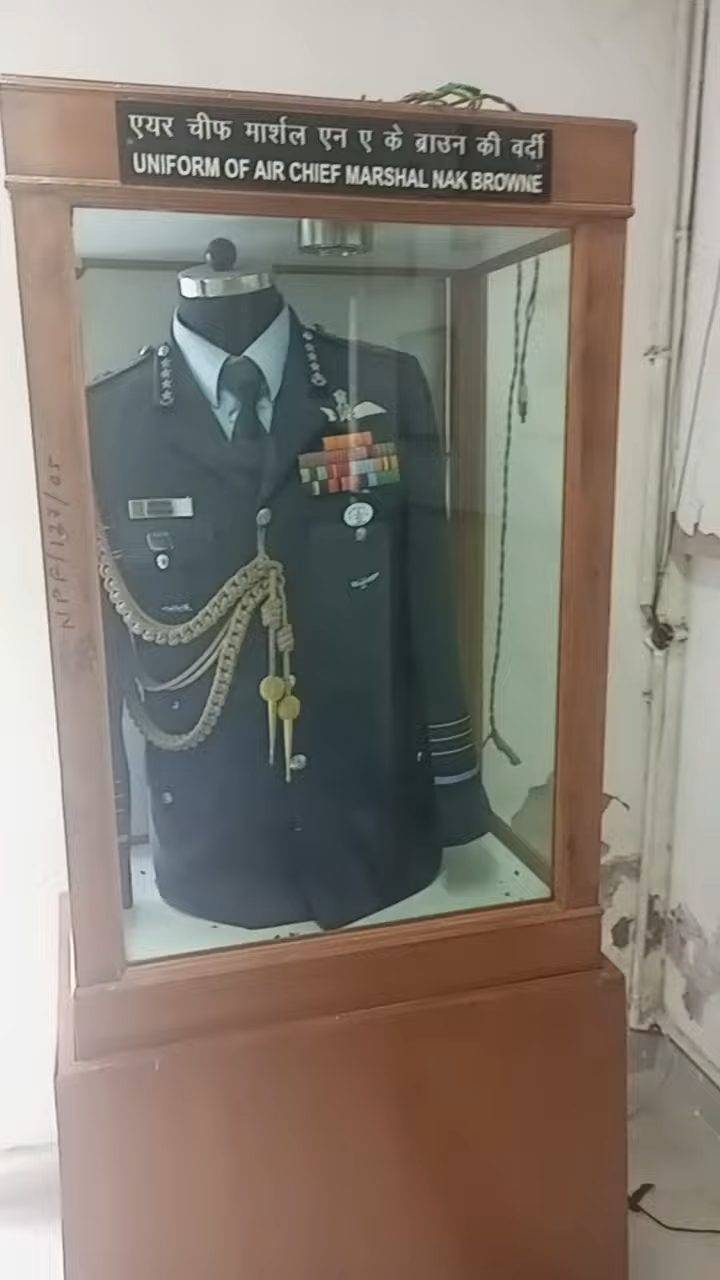 एयर चीफ मार्शल एन ए के ब्राउन की वर्दी
UNIFORM OF AIR CHIEF MARSHAL NAK BROWNE